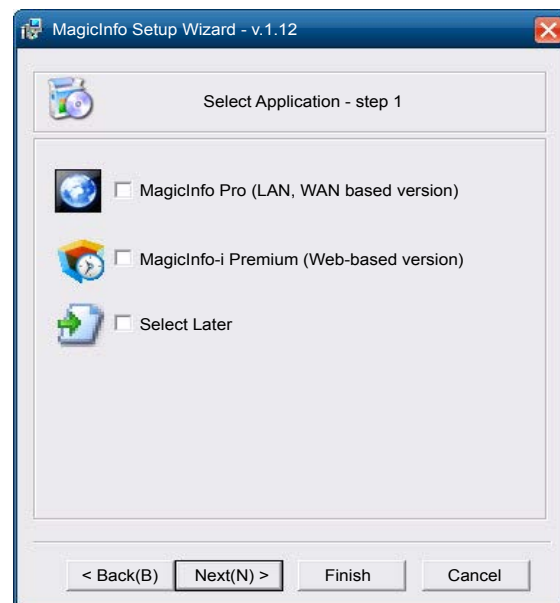 MagicInfo Setup Wizard - v.1.12
Select Application - step 1
MagicInfo Pro (LAN, WAN based version)
MagicInfo-i Premium (Web-based version)
Select Later
< Back(B) Next(N) > Finish Cancel